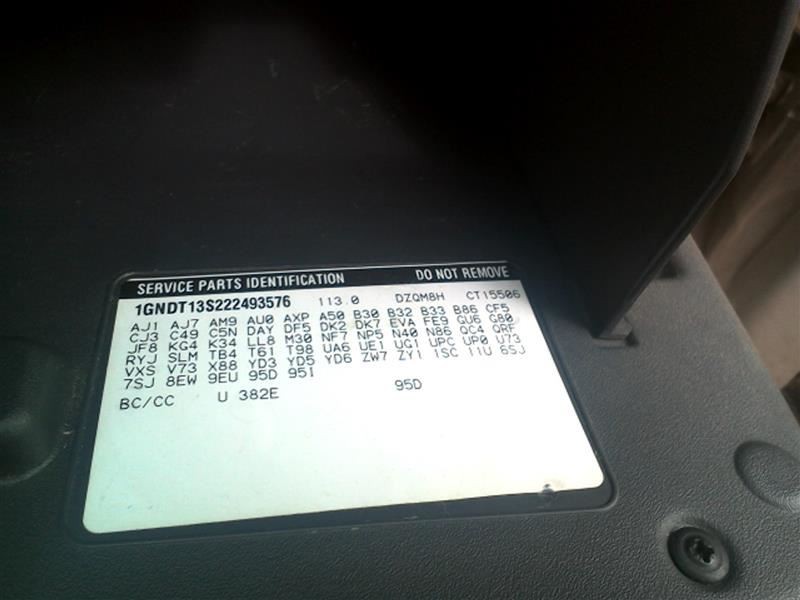 SERVICE PARTS IDENTIFICATION DO NOT REMOVE
1GNDT13S222493576 113.0 DZQM8H CT15506
AJ1 AJ7 AM9 AU0 AXP A50 B30 B32 B33 B86 CF5
CJ3 C49 C5N DAY DF5 DK2 DK7 EVA FE9 GU6 G80
JF8 KG4 K34 LL8 M30 NF7 NP5 N40 N86 QC4 QRF
RYJ SLM TB4 T61 T98 UA6 UE1 UG1 UPC UP0 U73
VXS V73 X88 YD3 YD5 YD6 ZW7 ZY1 1SC 11U 6SJ
7SJ 8EW 9EU 95D 951
BC/CC U 382E 95D